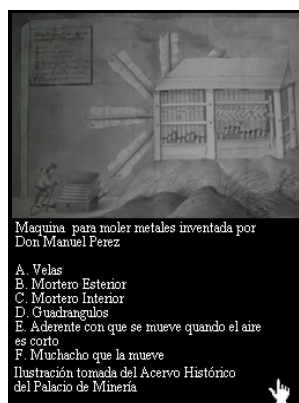 Maquina para moler metales inventada por
Don Manuel Perez
A. Velas
B. Mortero Esterior
C. Mortero Interior
D. Guadrangulos
E. Aderente con que se mueve quando el aire
es corto
F. Muchacho que la mueve
Ilustración tomada del Acervo Histórico
del Palacio de Minería